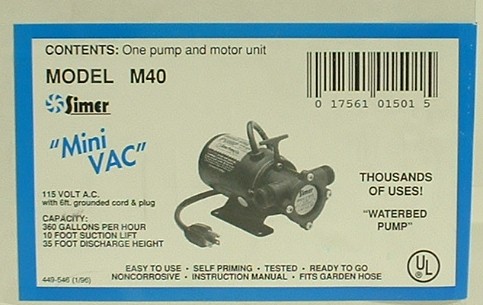 CONTENTS: One pump and motor unit
MODEL M40
Simer
"Mini
VAC"
0 17561 01501 5
115 VOLT A.C.
with 6ft. grounded cord & plug
CAPACITY:
360 GALLONS PER HOUR
10 FOOT SUCTION LIFT
35 FOOT DISCHARGE HEIGHT
THOUSANDS
OF USES!
"WATERBED
PUMP"
UL
449-546 (1/96)
EASY TO USE • SELF PRIMING • TESTED • READY TO GO
NONCORROSIVE • INSTRUCTION MANUAL • FITS GARDEN HOSE